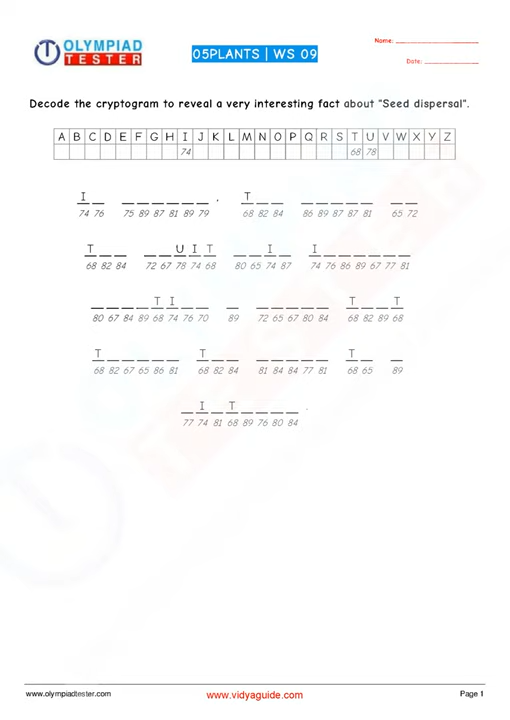 OLYMPIAD TESTER
05PLANTS | WS 09
Name:
Date:
Decode the cryptogram to reveal a very interesting fact about "Seed dispersal".
A B C D E F G H I J K L M N O P Q R S T U V W X Y Z
74 68 78
I _ _ _ _ _ _ _ , T _ _ _ _ _ _ _ _ _ _
74 76 75 89 87 81 89 79 68 82 84 86 89 87 87 81 65 72
T _ _ _ _ U I T _ _ I _ I _ _ _ _ _ _
68 82 84 72 67 78 74 68 80 65 74 87 74 76 86 89 67 77 81
_ _ _ _ T I _ _ _ _ _ _ _ _ T _ _ T
80 67 84 89 68 74 76 70 89 72 65 67 80 84 68 82 89 68
T _ _ _ _ _ T _ _ _ _ _ _ _ T _ _
68 82 67 65 86 81 68 82 84 81 84 84 77 81 68 65 89
_ I _ T _ _ _ _ .
77 74 81 68 89 76 80 84
www.olympiadtester.com
www.vidyaguide.com
Page 1